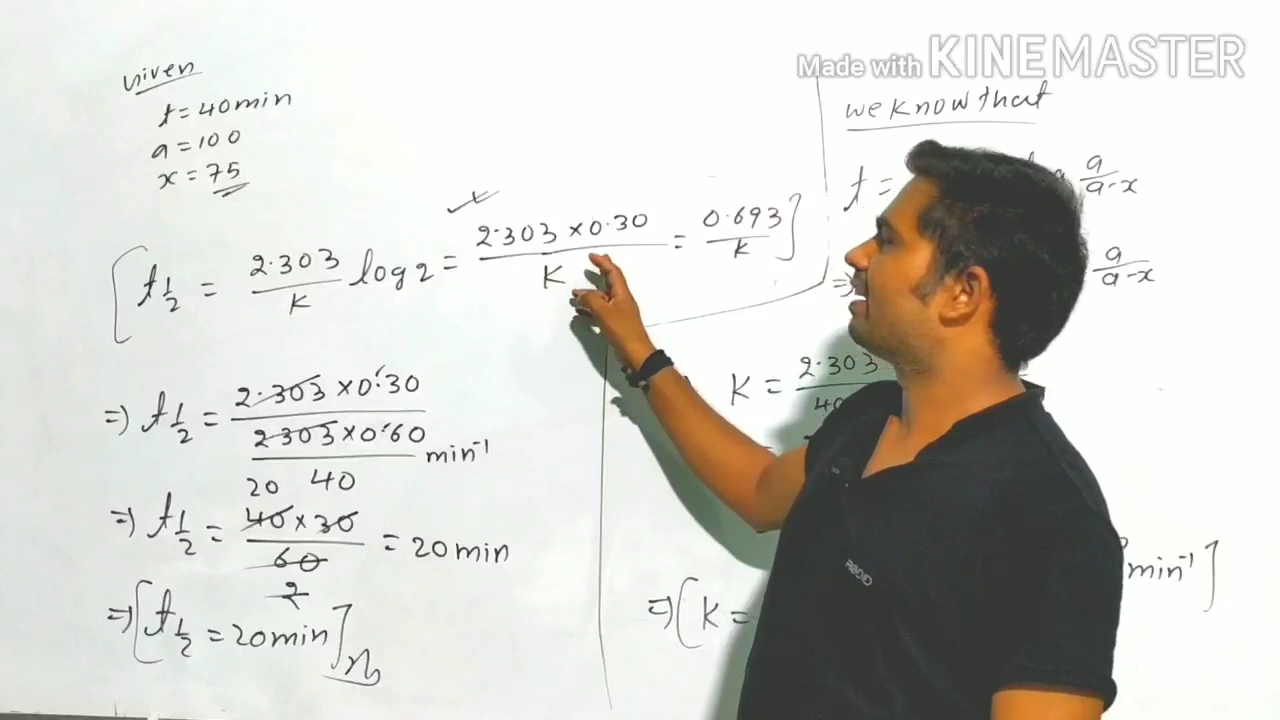 Made with KINEMASTER
Given
t = 40min
a = 100
x = 75
[t½ = 2.303/K log2 = 2.303 × 0.30/K = 0.693/K]
⇒ t½ = 2.303 × 0.30/(2303 × 0.60/40) min⁻¹
20
⇒ t½ = 40 × 30/60 = 20min
2
⇒ [t½ = 20min]
we know that
t = a/a-x
⇒ a/a-x
K = 2.303/40
=
⇒ [K = min⁻¹]
RODID